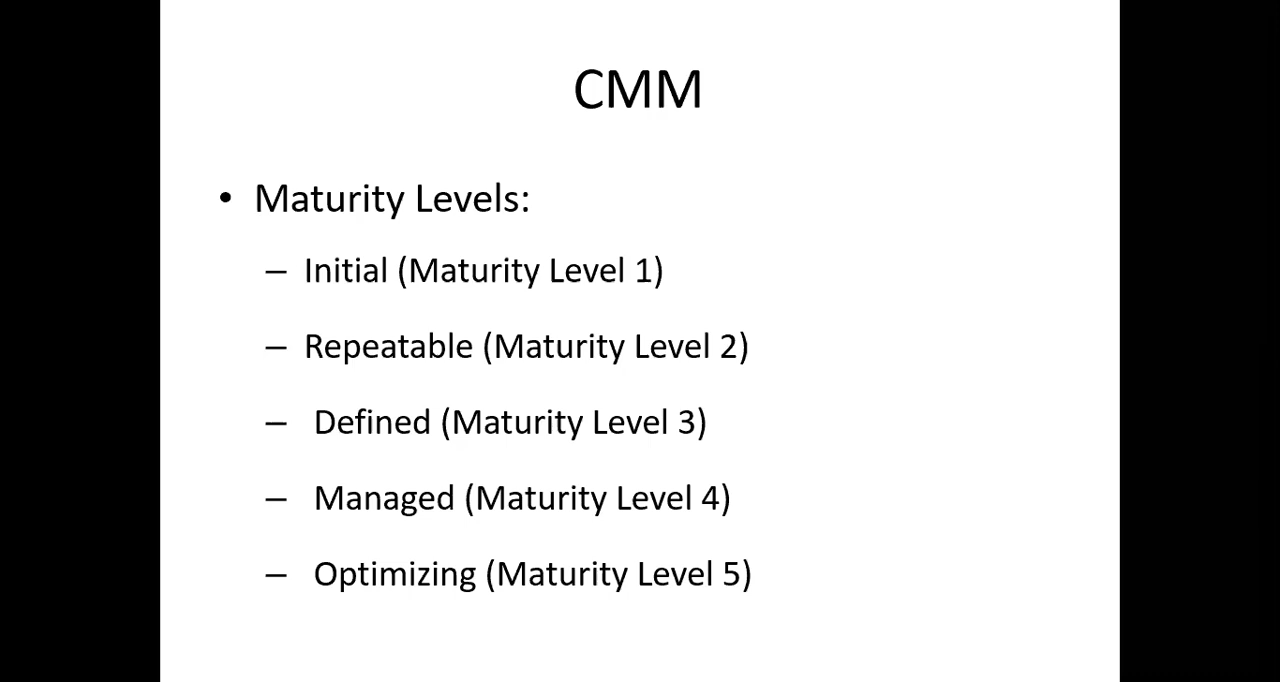 CMM
• Maturity Levels:
– Initial (Maturity Level 1)
– Repeatable (Maturity Level 2)
– Defined (Maturity Level 3)
– Managed (Maturity Level 4)
– Optimizing (Maturity Level 5)